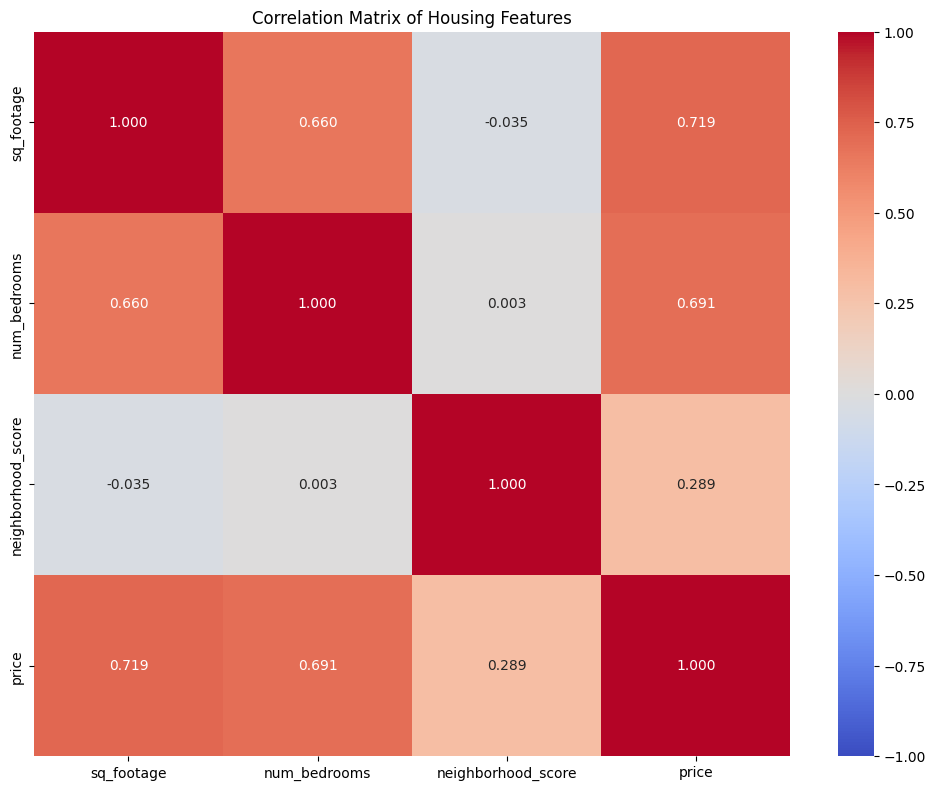 Correlation Matrix of Housing Features
sq_footage
1.000 0.660 -0.035 0.719
num_bedrooms
0.660 1.000 0.003 0.691
neighborhood_score
-0.035 0.003 1.000 0.289
price
0.719 0.691 0.289 1.000
sq_footage num_bedrooms neighborhood_score price
1.00
0.75
0.50
0.25
0.00
−0.25
−0.50
−0.75
−1.00